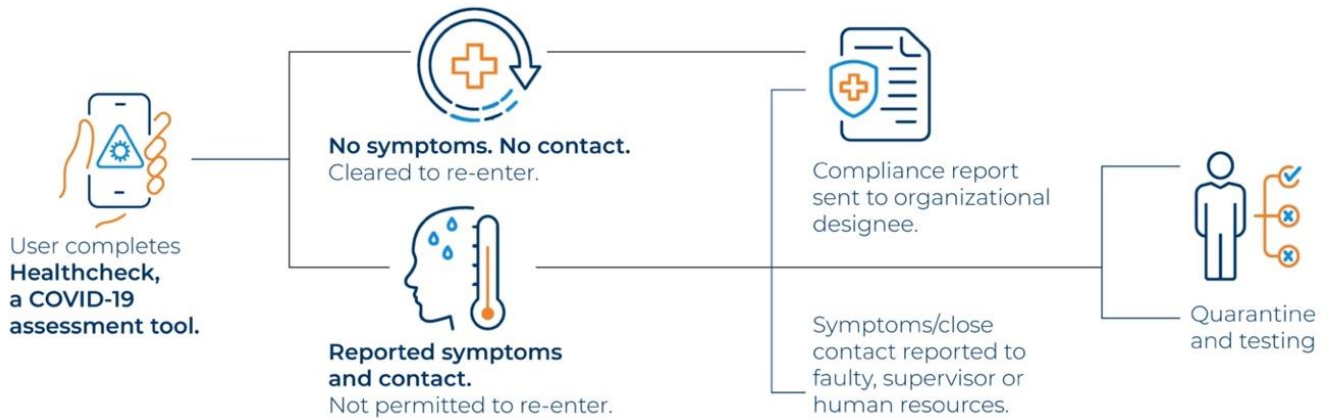 User completes
Healthcheck,
a COVID-19
assessment tool.
No symptoms. No contact.
Cleared to re-enter.
Reported symptoms
and contact.
Not permitted to re-enter.
Compliance report
sent to organizational
designee.
Symptoms/close
contact reported to
faulty, supervisor or
human resources.
Quarantine
and testing